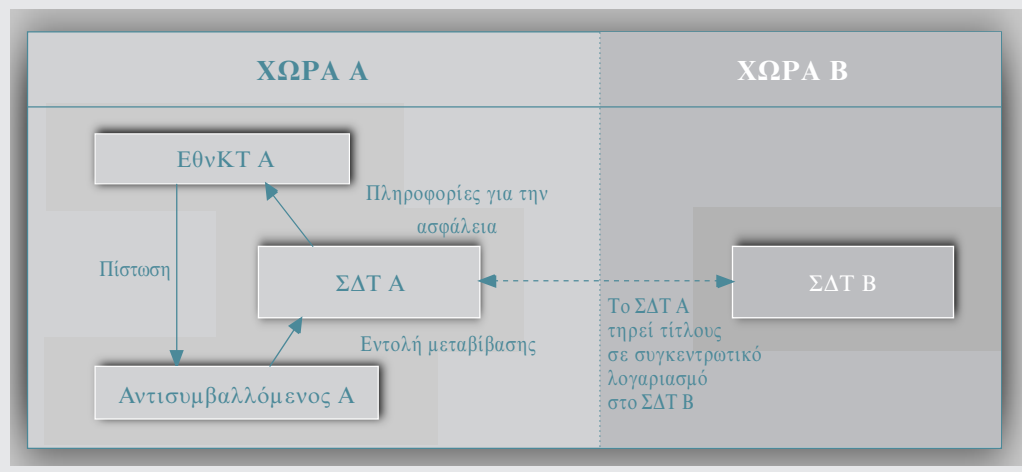 ΧΩΡΑ Α
ΧΩΡΑ Β
ΕθνΚΤ Α
Πληροφορίες για την
ασφάλεια
Πίστωση
ΣΔΤ Α
ΣΔΤ Β
Το ΣΔΤ Α
τηρεί τίτλους
σε συγκεντρωτικό
λογαριασμό
στο ΣΔΤ Β
Εντολή μεταβίβασης
Αντισυμβαλλόμενος Α